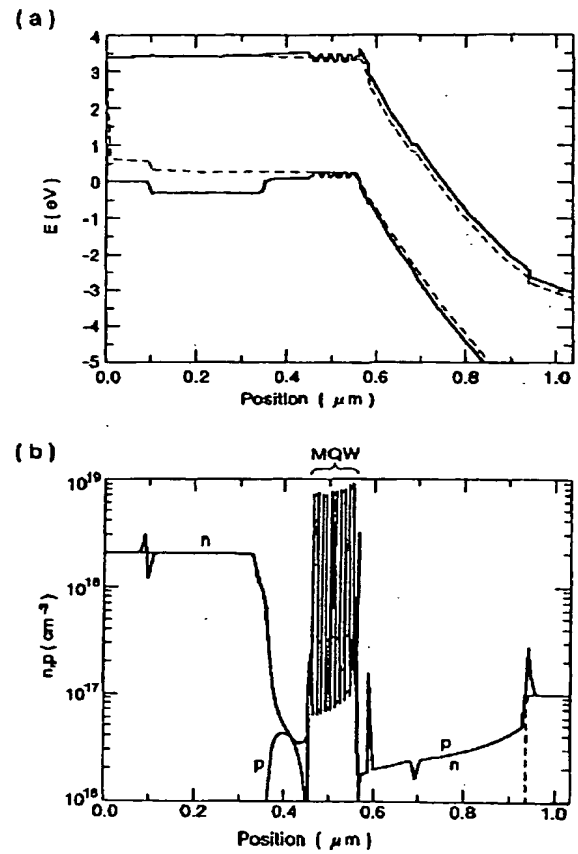 (a)
E (eV)
4
3
2
1
0
-1
-2
-3
-4
-5
0.0 0.2 0.4 0.6 0.8 1.0
Position ( μm )
(b)
MQW
n,p (cm⁻³)
10¹⁹
10¹⁸
10¹⁷
10¹⁶
n
p
p
n
0.0 0.2 0.4 0.6 0.8 1.0
Position ( μm )